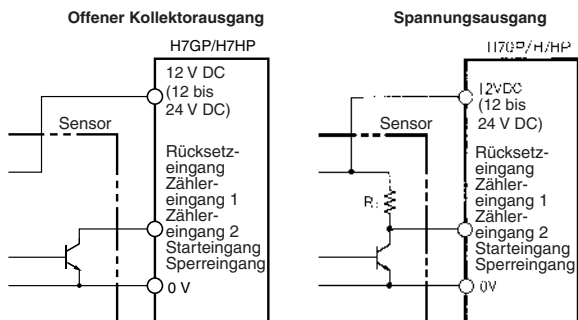 Offener Kollektorausgang
H7GP/H7HP
12 V DC
(12 bis
24 V DC)
Sensor
Rücksetz-
eingang
Zähler-
eingang 1
Zähler-
eingang 2
Starteingang
Sperreingang
0 V
Spannungsausgang
12VDC
(12 bis
24 V DC)
Sensor
Rücksetz-
eingang
Zähler-
eingang 1
Zähler-
eingang 2
Starteingang
Sperreingang
0V